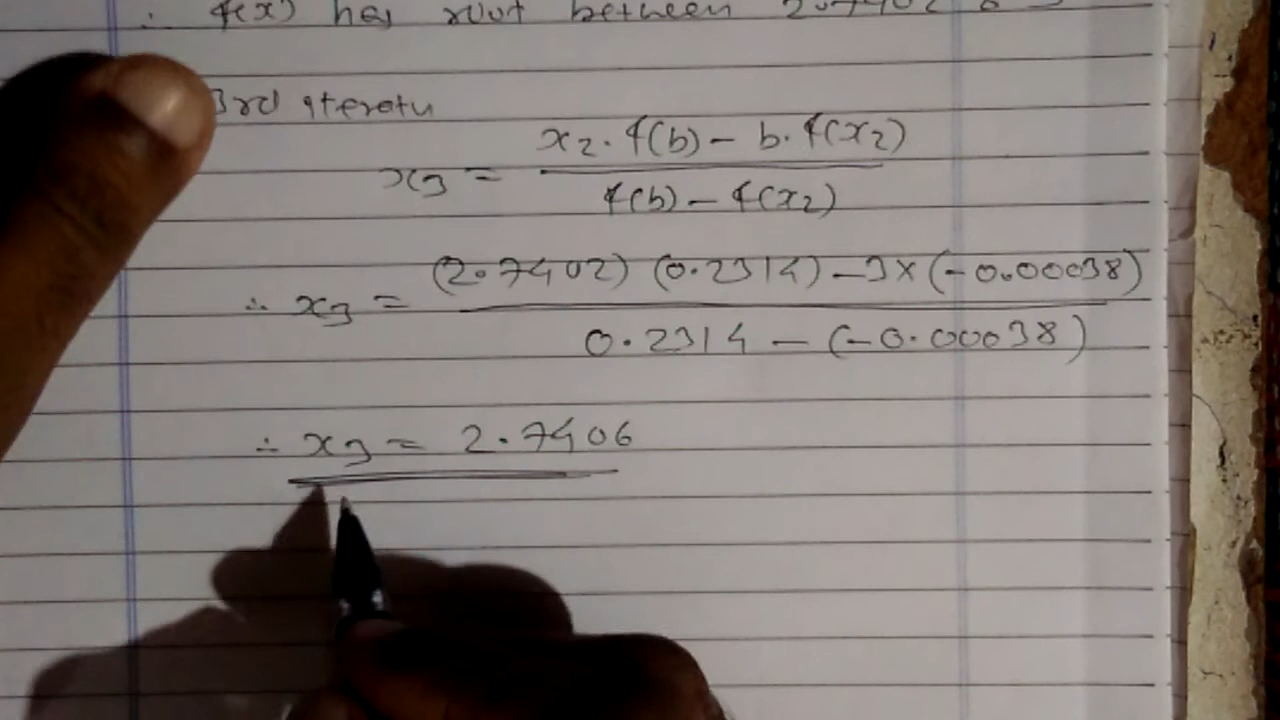 ∴ f(x) has root between 2.7402 &
3rd iteratu
x₃ = x₂·f(b) – b·f(x₂)
f(b) – f(x₂)
∴ x₃ = (2.7402) (0.2314) – 3×(–0.00038)
0.2314 – (–0.00038)
∴ x₃ = 2.7406